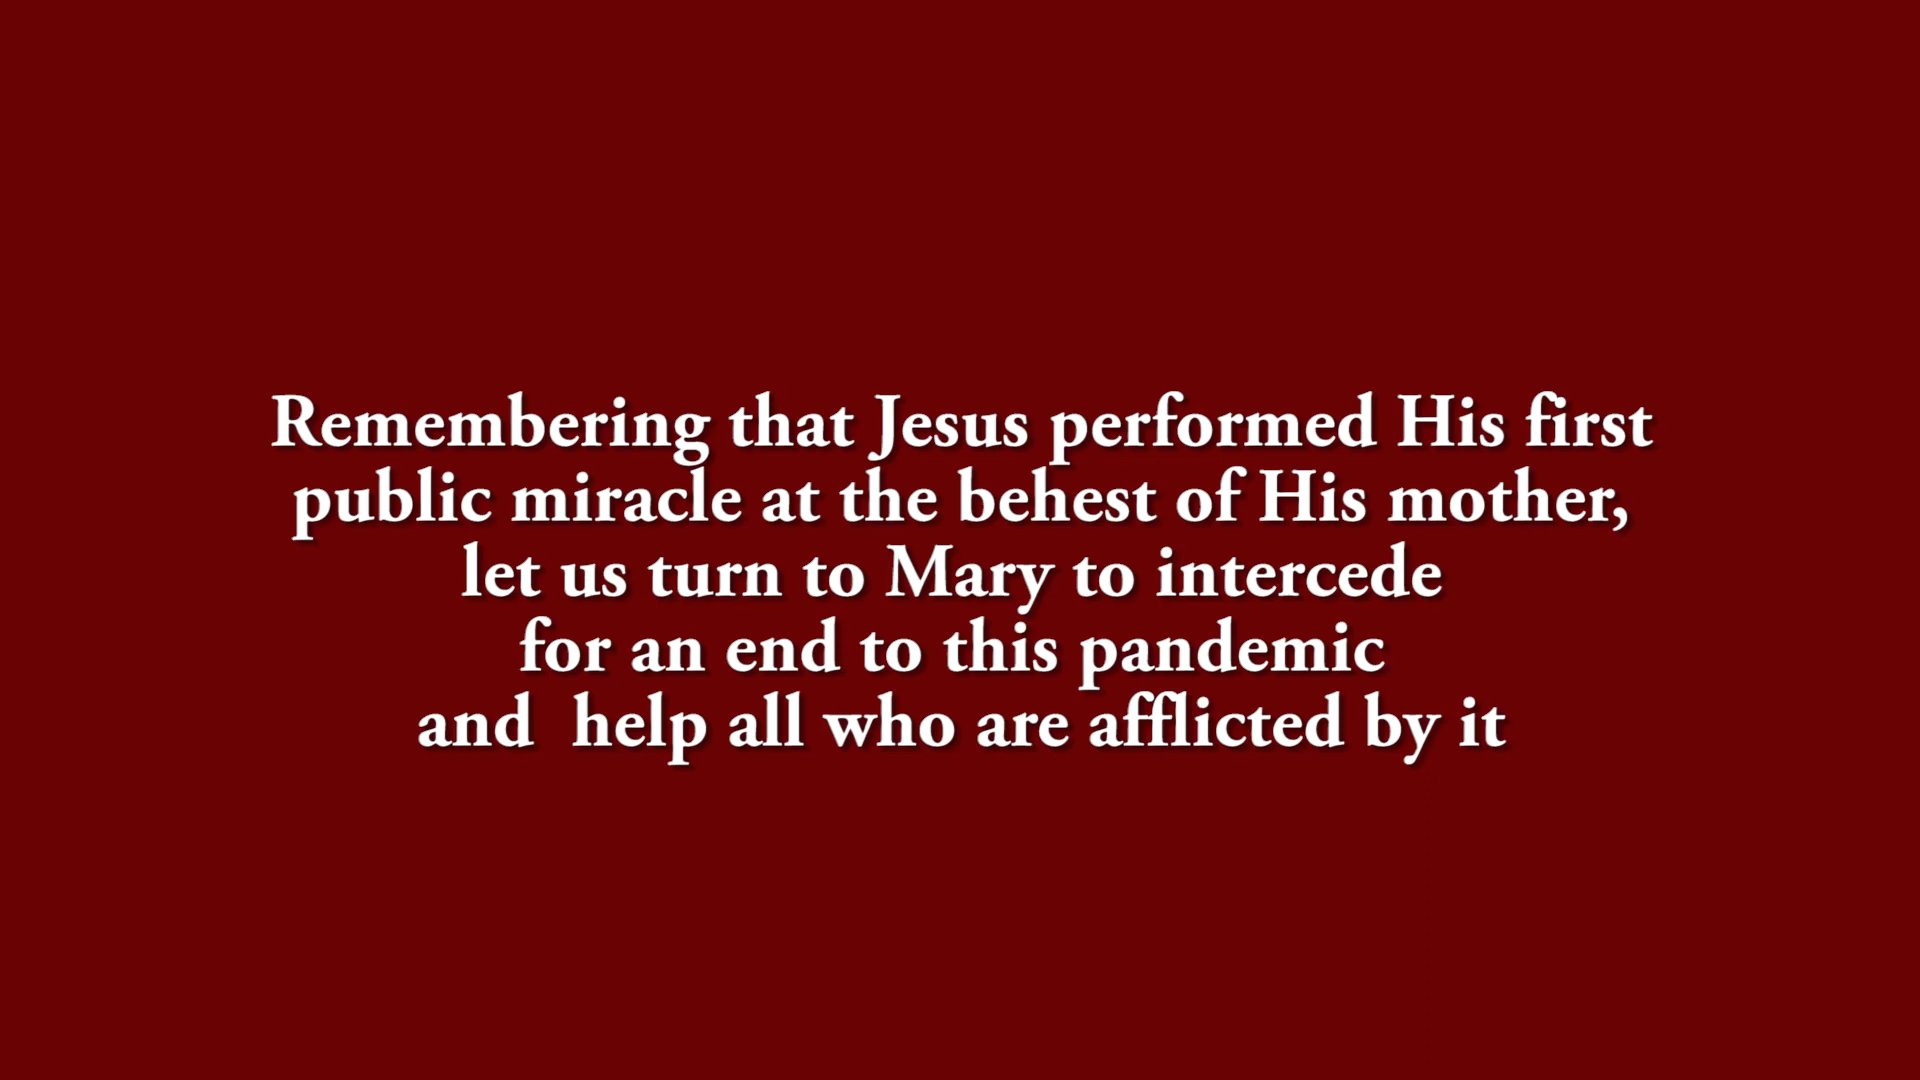 Remembering that Jesus performed His first
public miracle at the behest of His mother,
let us turn to Mary to intercede
for an end to this pandemic
and  help all who are afflicted by it